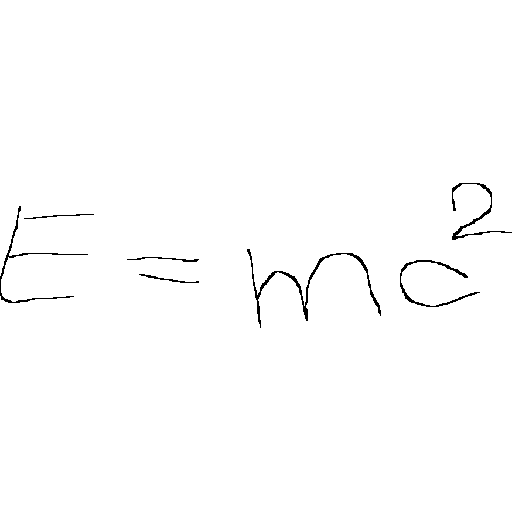 E = mc²